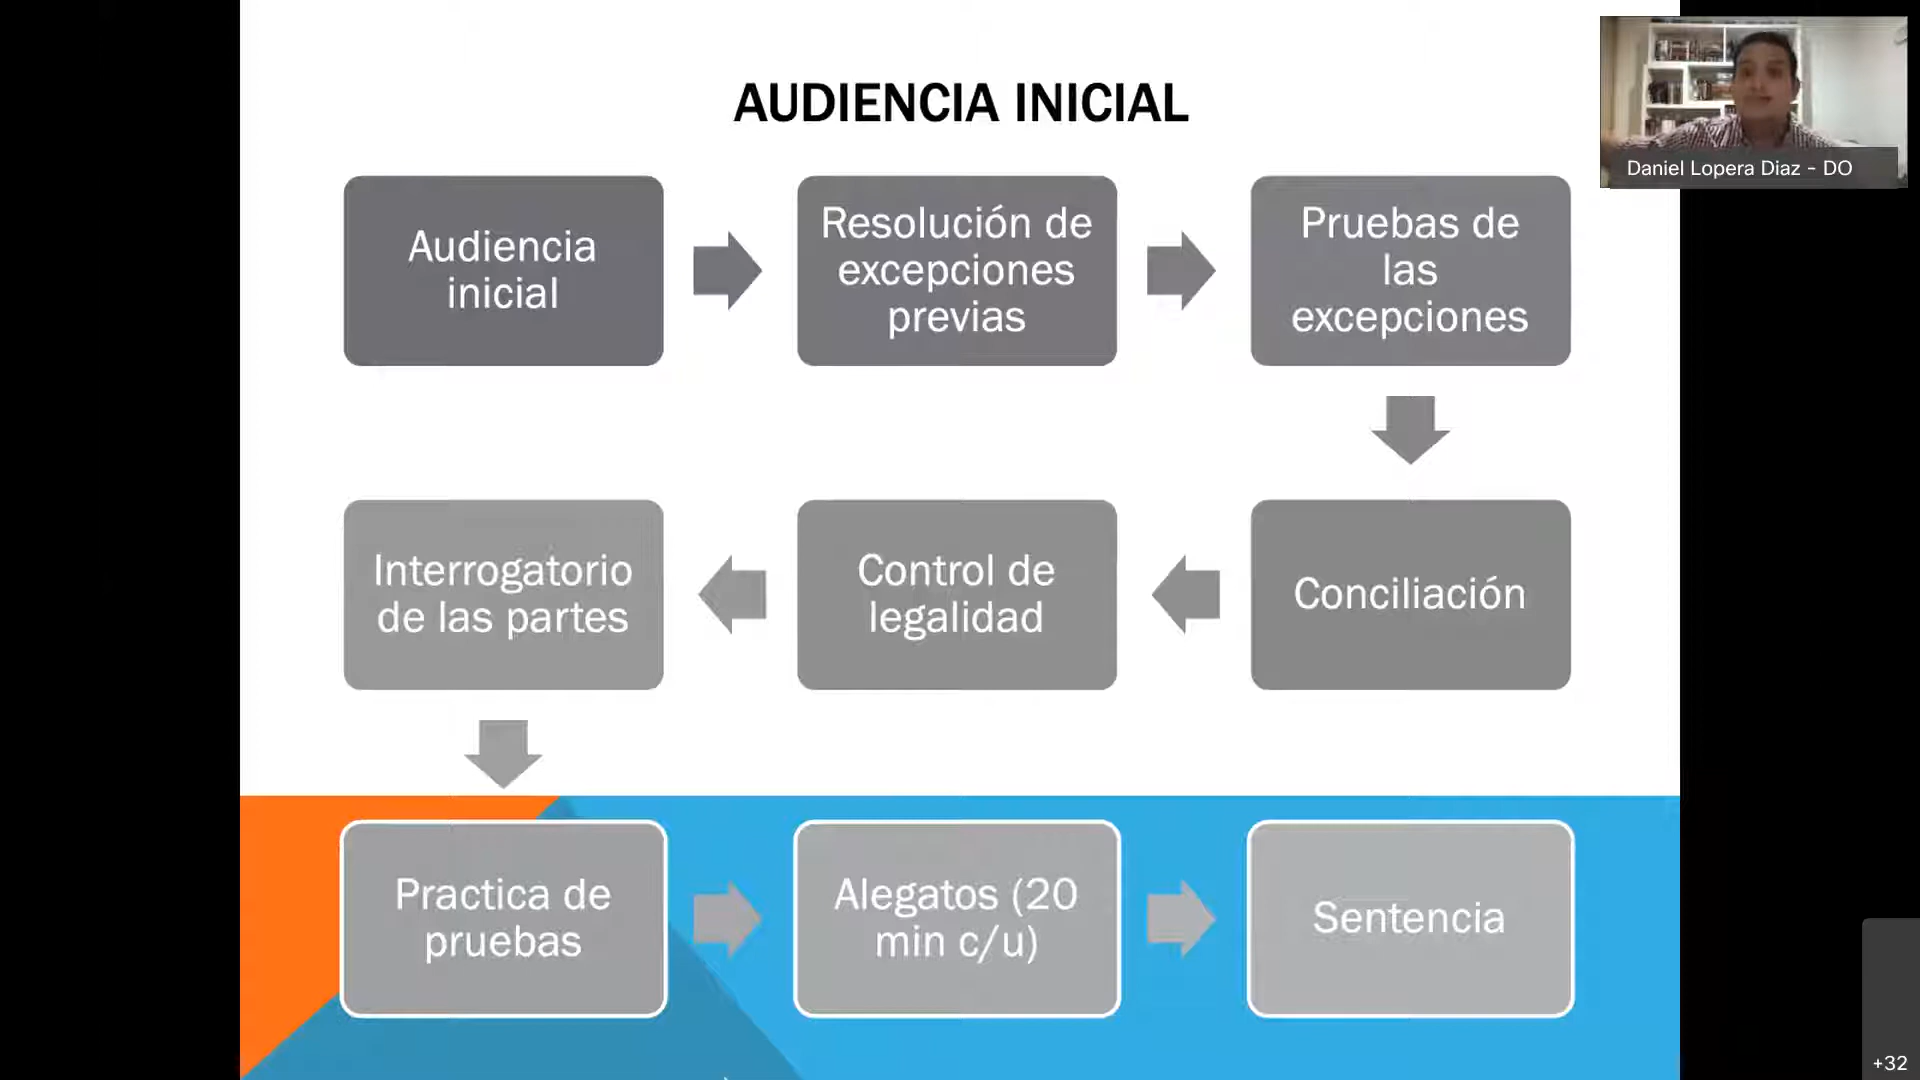 AUDIENCIA INICIAL
Daniel Lopera Diaz - DO
Audiencia
inicial
Resolución de
excepciones
previas
Pruebas de
las
excepciones
Conciliación
Control de
legalidad
Interrogatorio
de las partes
Practica de
pruebas
Alegatos (20
min c/u)
Sentencia
+32